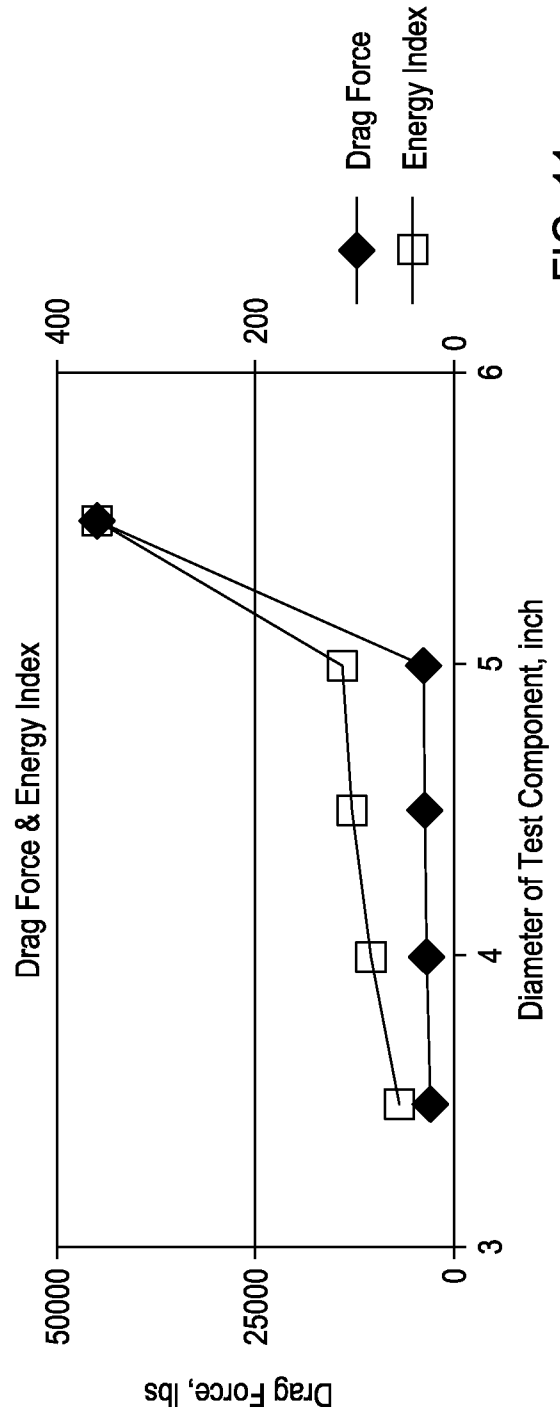 Drag Force & Energy Index
50000
25000
0
Drag Force, lbs
400
200
0
3
4
5
6
Diameter of Test Component, inch
Drag Force
Energy Index
FIG. 11